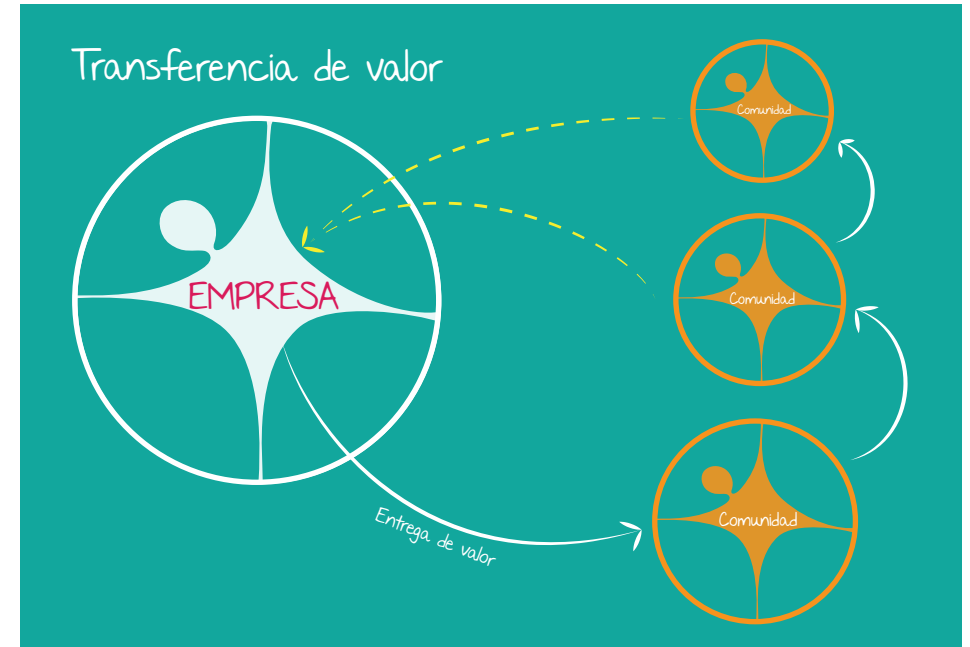 Transferencia de valor
Comunidad
EMPRESA
Comunidad
Comunidad
Entrega de valor